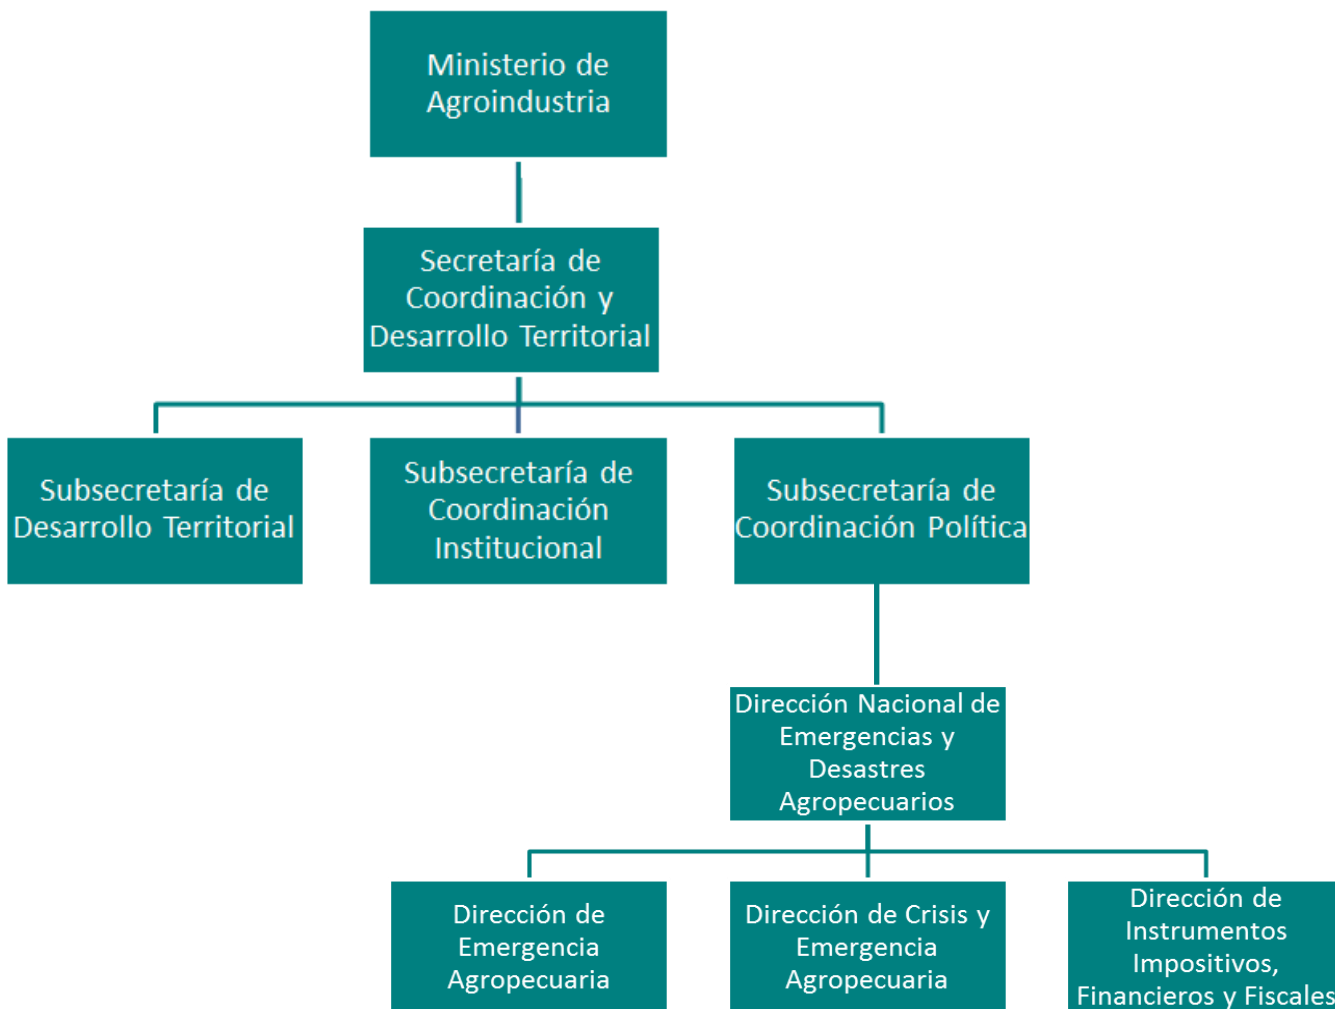 Ministerio de
Agroindustria
Secretaría de
Coordinación y
Desarrollo Territorial
Subsecretaría de
Desarrollo Territorial
Subsecretaría de
Coordinación
Institucional
Subsecretaría de
Coordinación Política
Dirección Nacional de
Emergencias y
Desastres
Agropecuarios
Dirección de
Emergencia
Agropecuaria
Dirección de Crisis y
Emergencia
Agropecuaria
Dirección de
Instrumentos
Impositivos,
Financieros y Fiscales